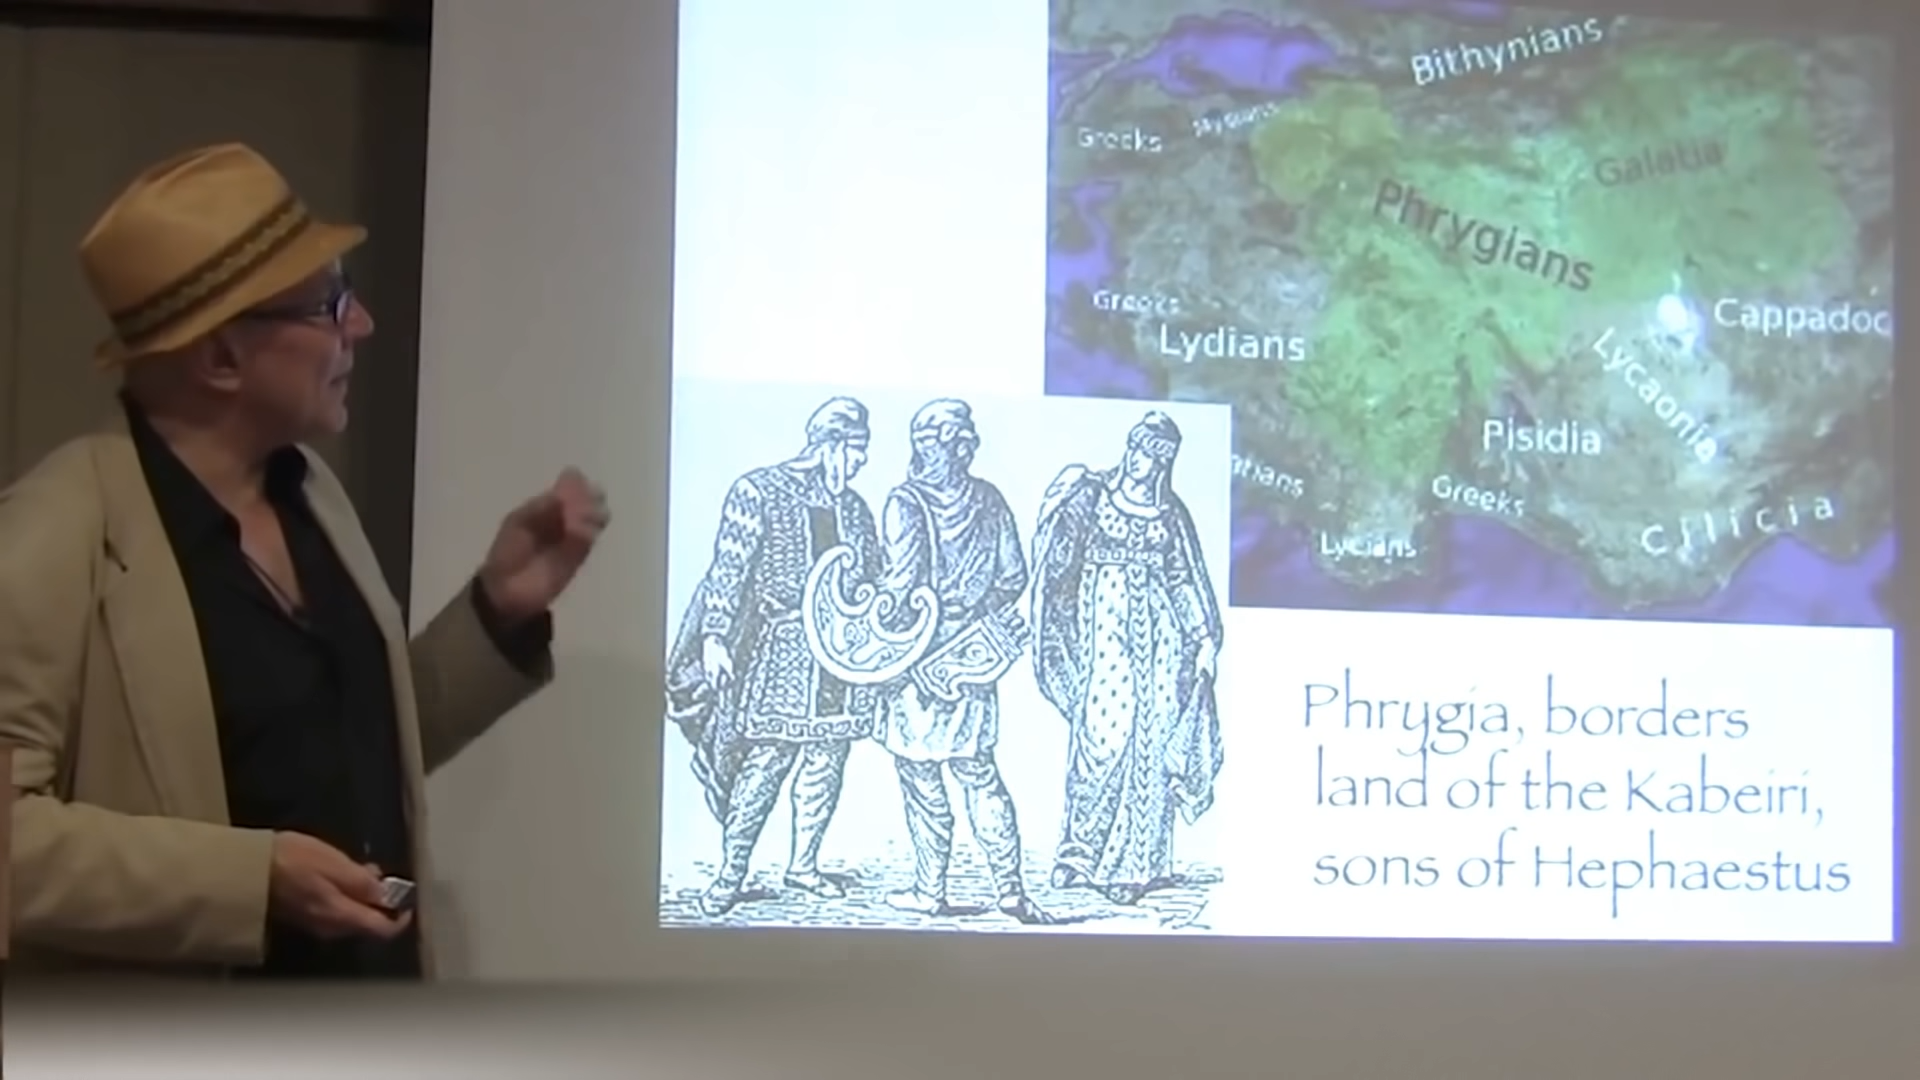 Bithynians
Greeks
Mygians
Galatia
Phrygians
Greeks
Lydians
Cappadoc
Lycaonia
Pisidia
Greeks
Lycians
Cilicia
Phrygia, borders
land of the Kabeiri,
sons of Hephaestus